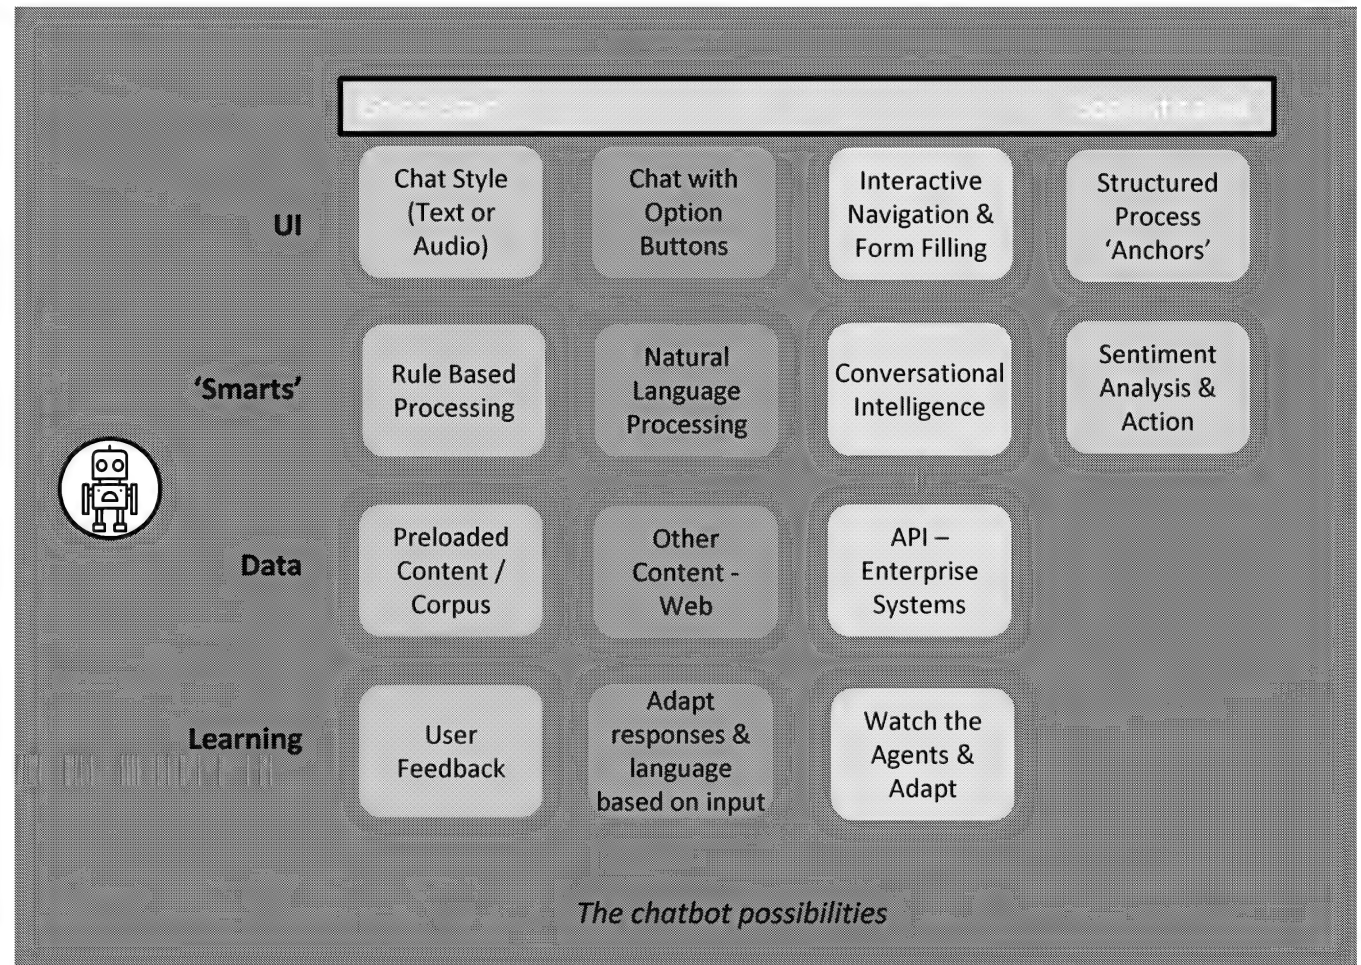 UI
Chat Style
(Text or
Audio)
Chat with
Option
Buttons
Interactive
Navigation &
Form Filling
Structured
Process
‘Anchors’
‘Smarts’
Rule Based
Processing
Natural
Language
Processing
Conversational
Intelligence
Sentiment
Analysis &
Action
Data
Preloaded
Content /
Corpus
Other
Content -
Web
API –
Enterprise
Systems
Learning
User
Feedback
Adapt
responses &
language
based on input
Watch the
Agents &
Adapt
The chatbot possibilities